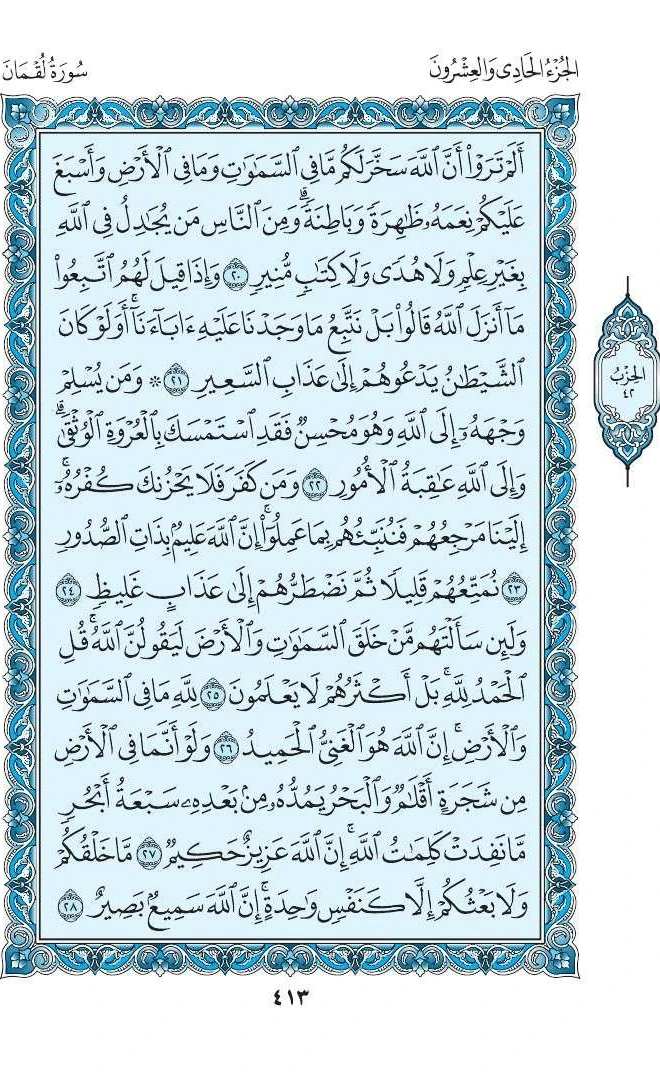 الجُزْءُ الحَادِى وَالعِشْرُونَ
سُورَةُ لُقْمَانَ
أَلَمْ تَرَوْا۟ أَنَّ ٱللَّهَ سَخَّرَ لَكُم مَّا فِى ٱلسَّمَٰوَٰتِ وَمَا فِى ٱلْأَرْضِ وَأَسْبَغَ
عَلَيْكُمْ نِعَمَهُۥ ظَٰهِرَةً وَبَاطِنَةً ۗ وَمِنَ ٱلنَّاسِ مَن يُجَٰدِلُ فِى ٱللَّهِ
بِغَيْرِ عِلْمٍ وَلَا هُدًى وَلَا كِتَٰبٍ مُّنِيرٍ ٢٠ وَإِذَا قِيلَ لَهُمُ ٱتَّبِعُوا۟
مَآ أَنزَلَ ٱللَّهُ قَالُوا۟ بَلْ نَتَّبِعُ مَا وَجَدْنَا عَلَيْهِ ءَابَآءَنَآ ۚ أَوَلَوْ كَانَ
ٱلشَّيْطَٰنُ يَدْعُوهُمْ إِلَىٰ عَذَابِ ٱلسَّعِيرِ ٢١ ۞ وَمَن يُسْلِمْ
وَجْهَهُۥٓ إِلَى ٱللَّهِ وَهُوَ مُحْسِنٌ فَقَدِ ٱسْتَمْسَكَ بِٱلْعُرْوَةِ ٱلْوُثْقَىٰ ۗ
وَإِلَى ٱللَّهِ عَٰقِبَةُ ٱلْأُمُورِ ٢٢ وَمَن كَفَرَ فَلَا يَحْزُنكَ كُفْرُهُۥٓ ۚ
إِلَيْنَا مَرْجِعُهُمْ فَنُنَبِّئُهُم بِمَا عَمِلُوٓا۟ ۚ إِنَّ ٱللَّهَ عَلِيمٌۢ بِذَاتِ ٱلصُّدُورِ
٢٣ نُمَتِّعُهُمْ قَلِيلًا ثُمَّ نَضْطَرُّهُمْ إِلَىٰ عَذَابٍ غَلِيظٍ ٢٤
وَلَئِن سَأَلْتَهُم مَّنْ خَلَقَ ٱلسَّمَٰوَٰتِ وَٱلْأَرْضَ لَيَقُولُنَّ ٱللَّهُ ۚ قُلِ
ٱلْحَمْدُ لِلَّهِ ۚ بَلْ أَكْثَرُهُمْ لَا يَعْلَمُونَ ٢٥ لِلَّهِ مَا فِى ٱلسَّمَٰوَٰتِ
وَٱلْأَرْضِ ۚ إِنَّ ٱللَّهَ هُوَ ٱلْغَنِىُّ ٱلْحَمِيدُ ٢٦ وَلَوْ أَنَّمَا فِى ٱلْأَرْضِ
مِن شَجَرَةٍ أَقْلَٰمٌ وَٱلْبَحْرُ يَمُدُّهُۥ مِنۢ بَعْدِهِۦ سَبْعَةُ أَبْحُرٍ
مَّا نَفِدَتْ كَلِمَٰتُ ٱللَّهِ ۗ إِنَّ ٱللَّهَ عَزِيزٌ حَكِيمٌ ٢٧ مَّا خَلْقُكُمْ
وَلَا بَعْثُكُمْ إِلَّا كَنَفْسٍ وَٰحِدَةٍ ۗ إِنَّ ٱللَّهَ سَمِيعٌۢ بَصِيرٌ ٢٨
الحِزْبُ
٤٢
٤١٣